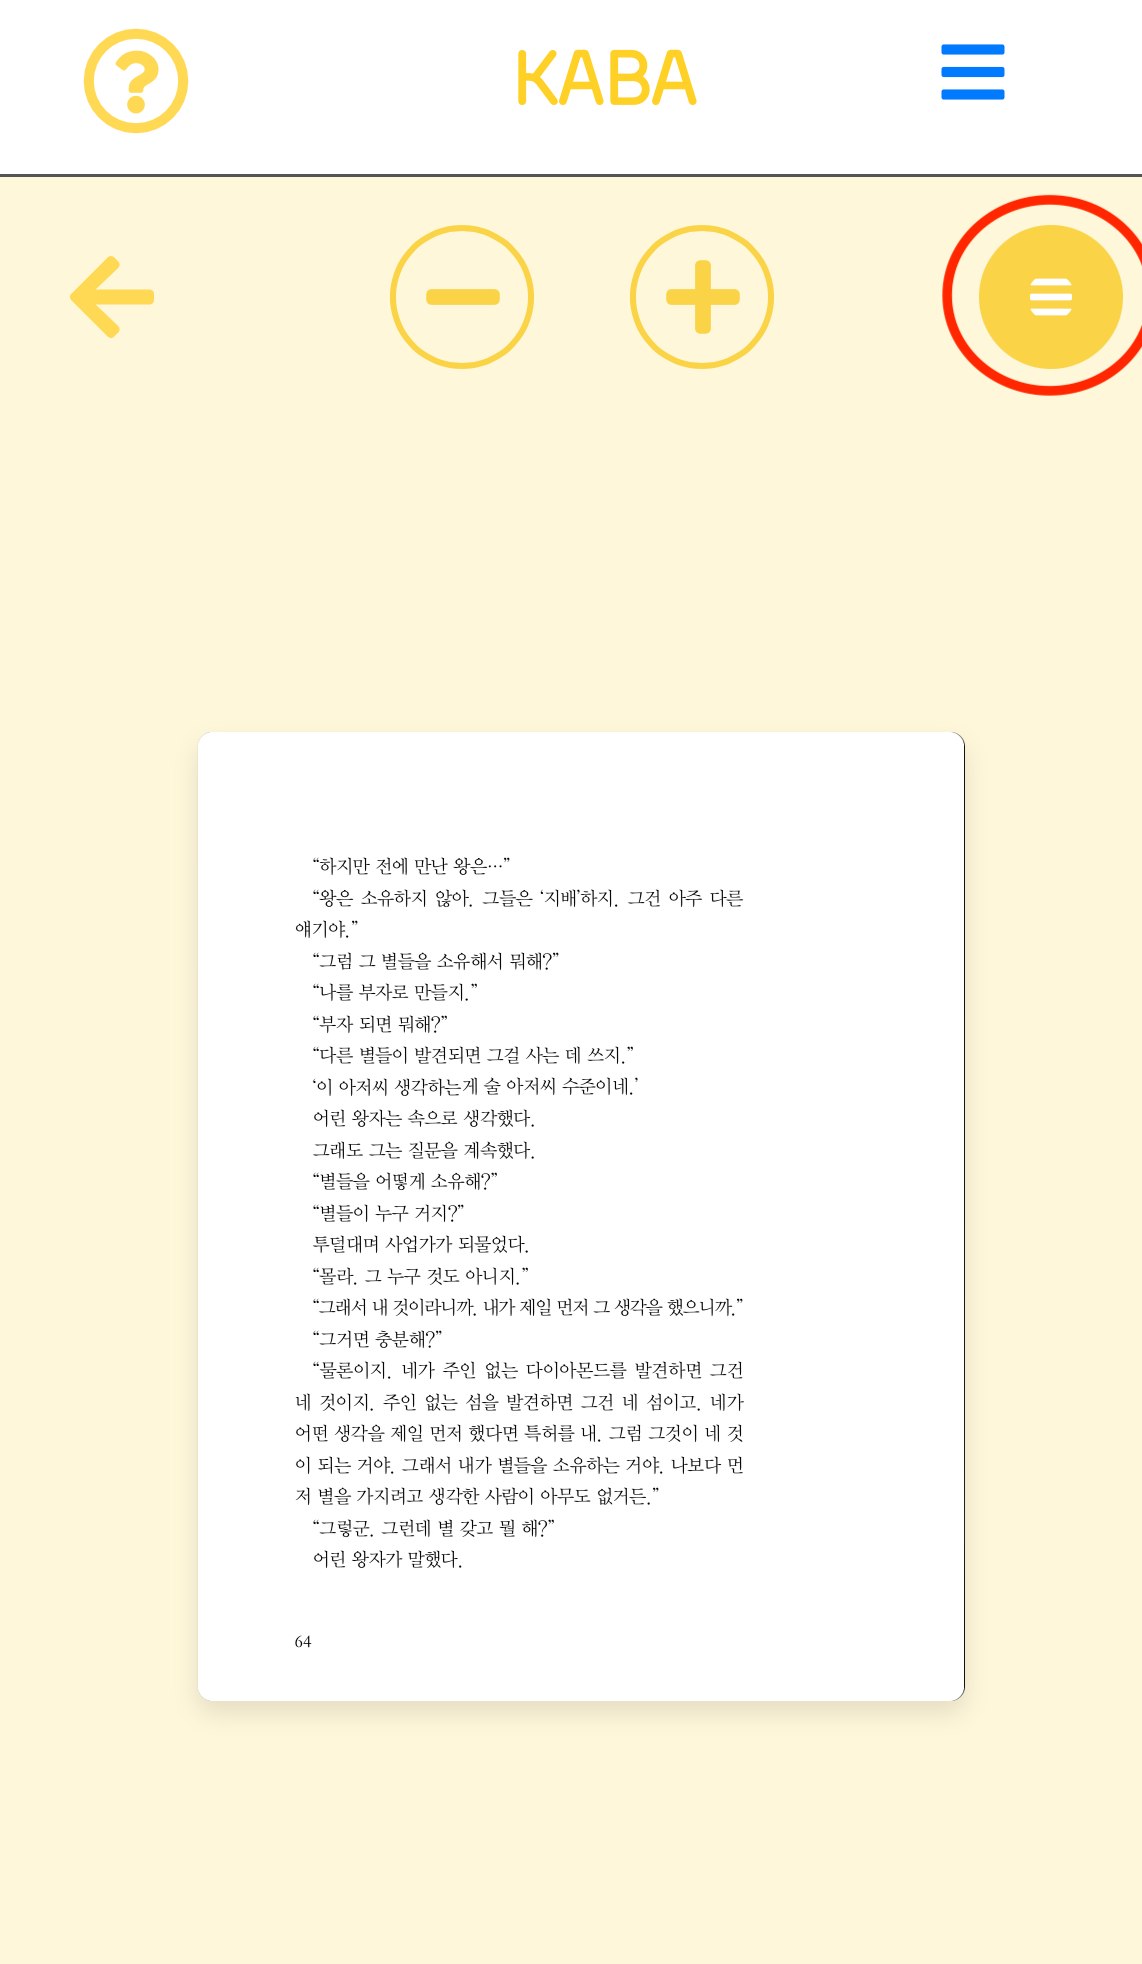 KABA
“하지만 전에 만난 왕은…”
“왕은 소유하지 않아. 그들은 ‘지배’하지. 그건 아주 다른
얘기야.”
“그럼 그 별들을 소유해서 뭐해?”
“나를 부자로 만들지.”
“부자 되면 뭐해?”
“다른 별들이 발견되면 그걸 사는 데 쓰지.”
‘이 아저씨 생각하는게 술 아저씨 수준이네.’
어린 왕자는 속으로 생각했다.
그래도 그는 질문을 계속했다.
“별들을 어떻게 소유해?”
“별들이 누구 거지?”
투덜대며 사업가가 되물었다.
“몰라. 그 누구 것도 아니지.”
“그래서 내 것이라니까. 내가 제일 먼저 그 생각을 했으니까.”
“그거면 충분해?”
“물론이지. 네가 주인 없는 다이아몬드를 발견하면 그건
네 것이지. 주인 없는 섬을 발견하면 그건 네 섬이고. 네가
어떤 생각을 제일 먼저 했다면 특허를 내. 그럼 그것이 네 것
이 되는 거야. 그래서 내가 별들을 소유하는 거야. 나보다 먼
저 별을 가지려고 생각한 사람이 아무도 없거든.”
“그렇군. 그런데 별 갖고 뭘 해?”
어린 왕자가 말했다.
64